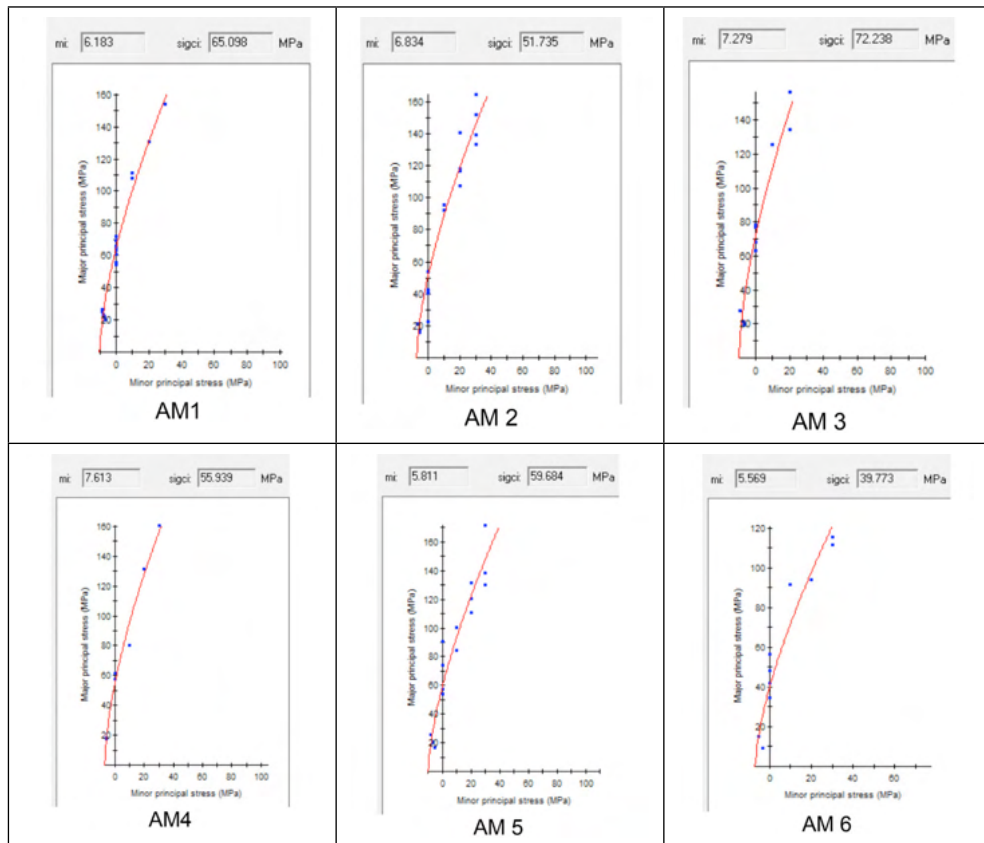 mi: 6.183 sigci: 65.098 MPa
160
140
120
100
80
60
40
20
Major principal stress (MPa)
0 20 40 60 80 100
Minor principal stress (MPa)
AM1
mi: 6.834 sigci: 51.735 MPa
160
140
120
100
80
60
40
20
Major principal stress (MPa)
0 20 40 60 80 100
Minor principal stress (MPa)
AM 2
mi: 7.279 sigci: 72.238 MPa
160
140
120
100
80
60
40
20
Major principal stress (MPa)
0 20 40 60 80 100
Minor principal stress (MPa)
AM 3
mi: 7.613 sigci: 55.939 MPa
160
140
120
100
80
60
40
20
Major principal stress (MPa)
0 20 40 60 80 100
Minor principal stress (MPa)
AM4
mi: 5.811 sigci: 59.684 MPa
160
140
120
100
80
60
40
20
Major principal stress (MPa)
0 20 40 60 80 100
Minor principal stress (MPa)
AM 5
mi: 5.569 sigci: 39.773 MPa
120
100
80
60
40
20
Major principal stress (MPa)
0 20 40 60
Minor principal stress (MPa)
AM 6